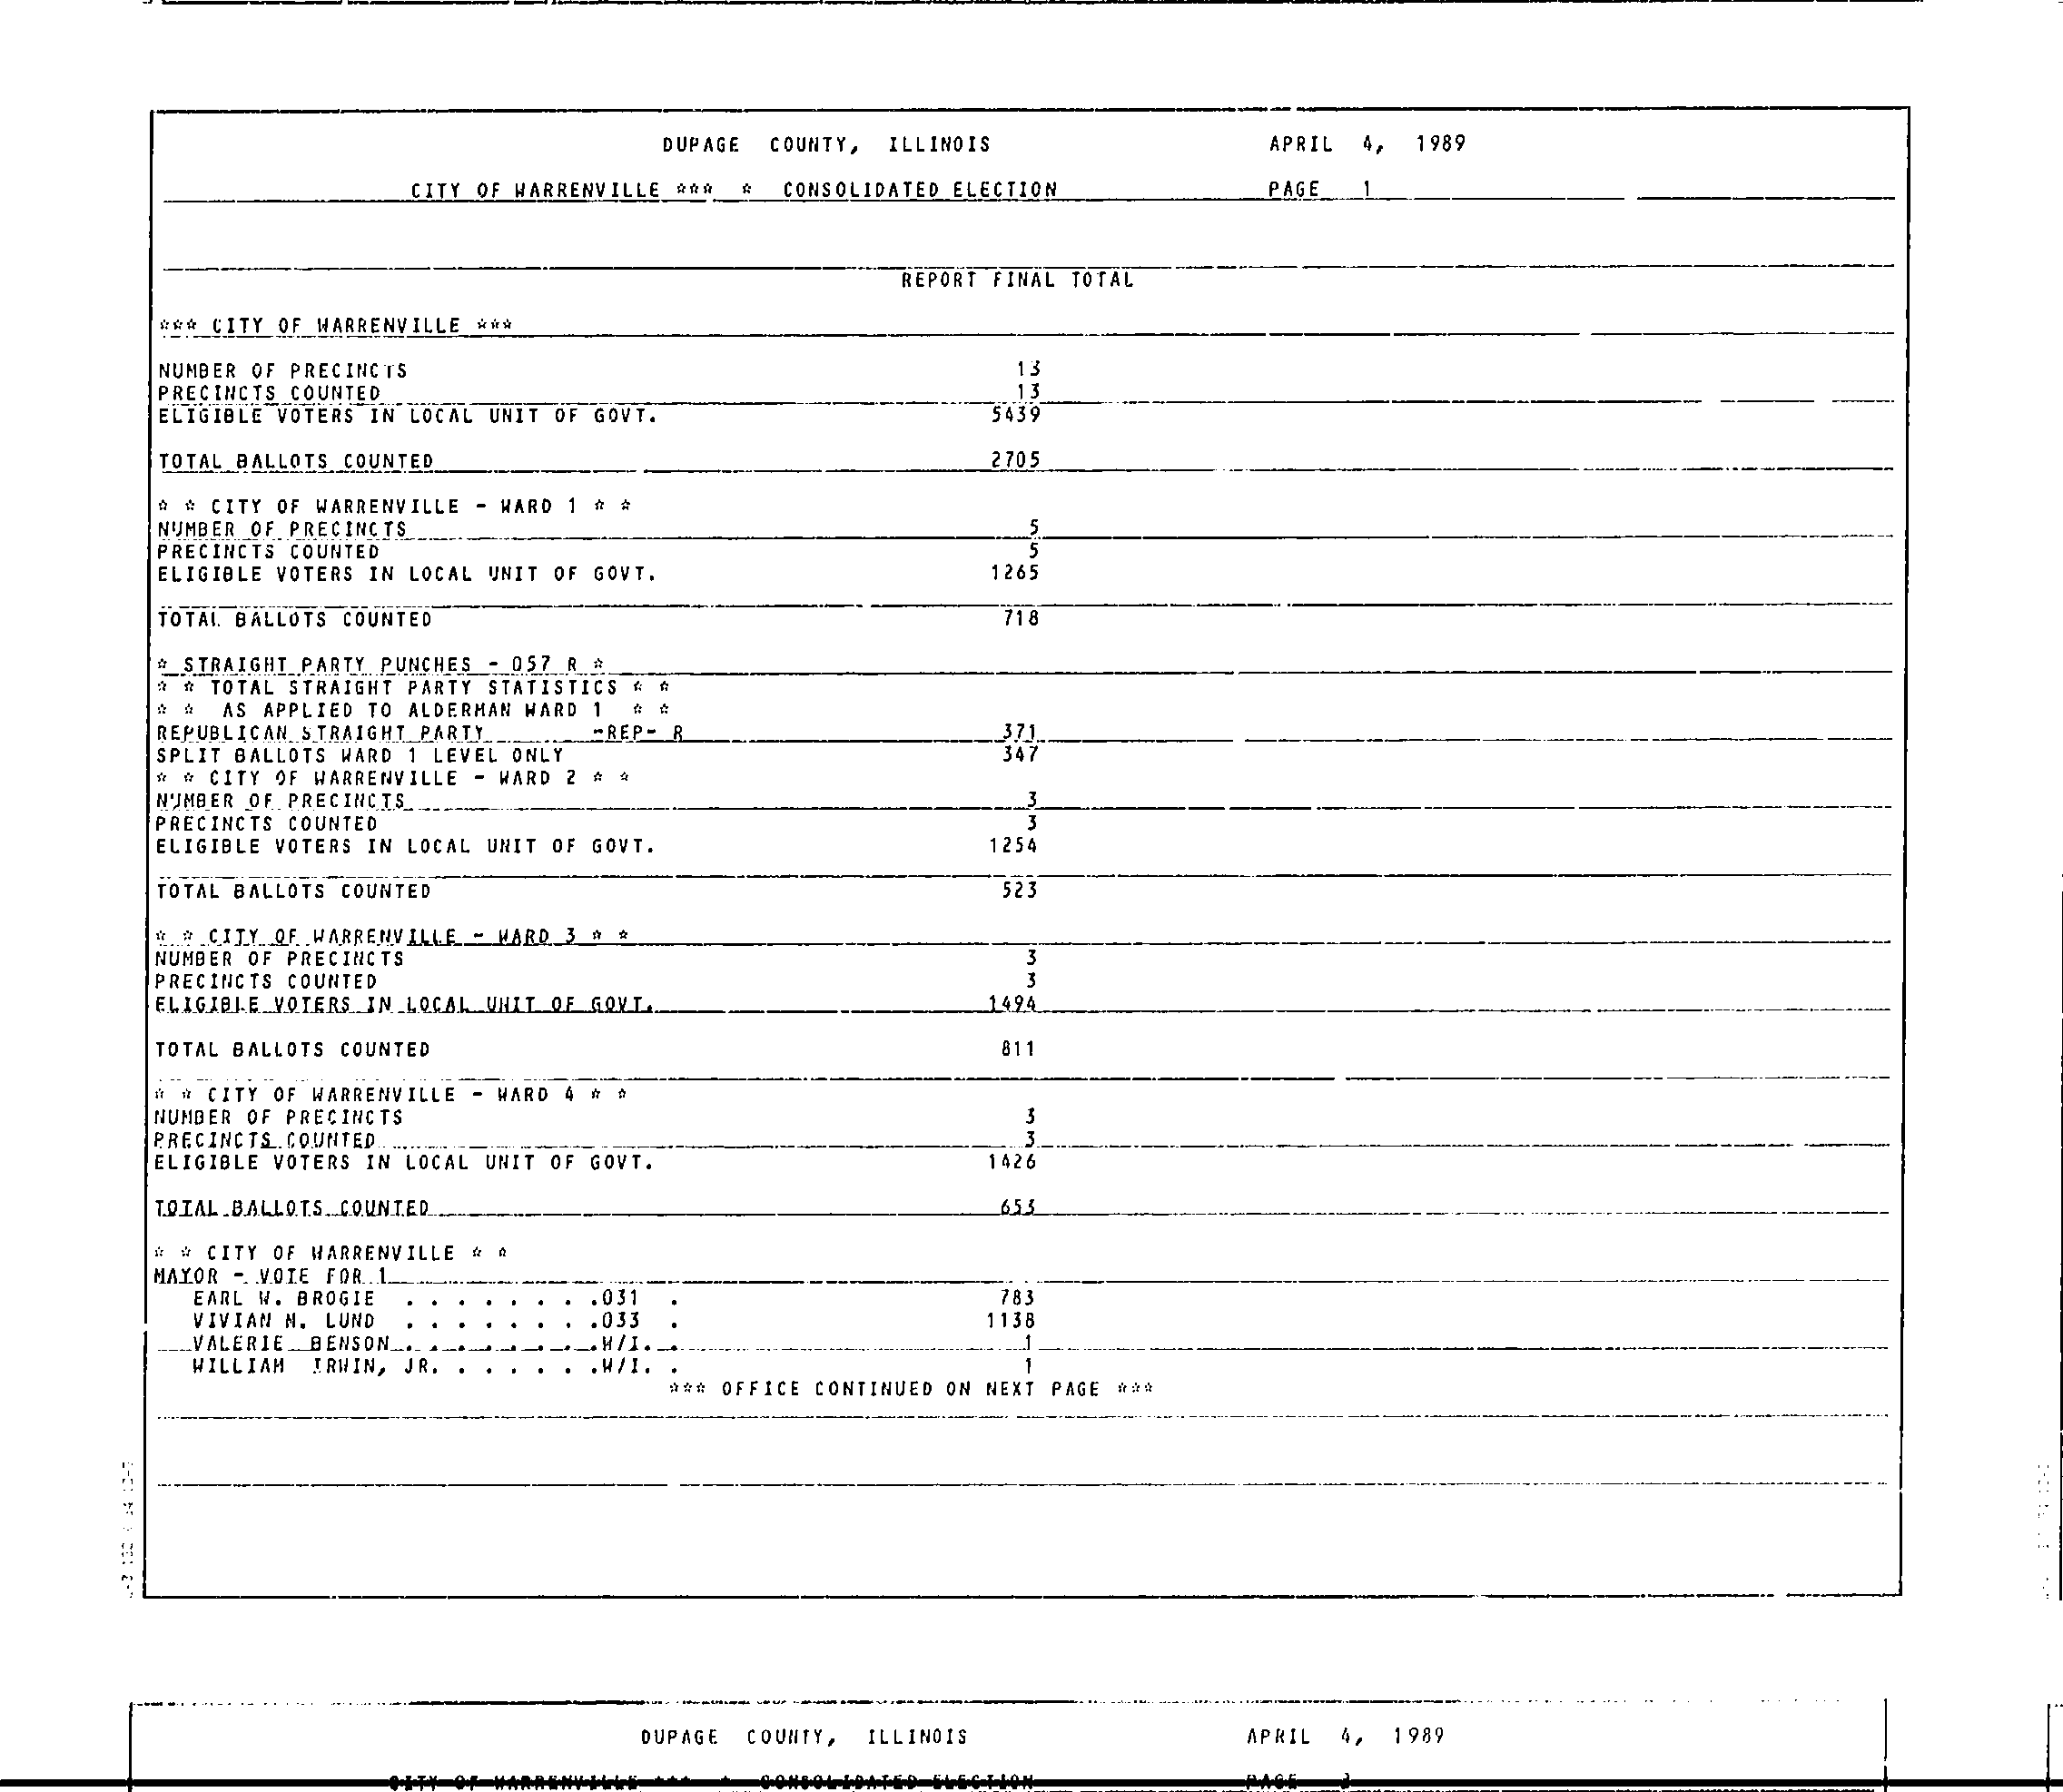 DUPAGE COUNTY, ILLINOIS APRIL 4, 1989
CITY OF WARRENVILLE *** * CONSOLIDATED ELECTION PAGE 1
REPORT FINAL TOTAL
*** CITY OF WARRENVILLE ***
NUMBER OF PRECINCTS 13
PRECINCTS COUNTED 13
ELIGIBLE VOTERS IN LOCAL UNIT OF GOVT. 5439
TOTAL BALLOTS COUNTED 2705
* * CITY OF WARRENVILLE - WARD 1 * *
NUMBER OF PRECINCTS 5
PRECINCTS COUNTED 5
ELIGIBLE VOTERS IN LOCAL UNIT OF GOVT. 1265
TOTAL BALLOTS COUNTED 718
* STRAIGHT PARTY PUNCHES - 057 R *
* * TOTAL STRAIGHT PARTY STATISTICS * *
* * AS APPLIED TO ALDERMAN WARD 1 * *
REPUBLICAN STRAIGHT PARTY -REP- R 371
SPLIT BALLOTS WARD 1 LEVEL ONLY 347
* * CITY OF WARRENVILLE - WARD 2 * *
NUMBER OF PRECINCTS 3
PRECINCTS COUNTED 3
ELIGIBLE VOTERS IN LOCAL UNIT OF GOVT. 1254
TOTAL BALLOTS COUNTED 523
* * CITY OF WARRENVILLE - WARD 3 * *
NUMBER OF PRECINCTS 3
PRECINCTS COUNTED 3
ELIGIBLE VOTERS IN LOCAL UNIT OF GOVT. 1494
TOTAL BALLOTS COUNTED 811
* * CITY OF WARRENVILLE - WARD 4 * *
NUMBER OF PRECINCTS 3
PRECINCTS COUNTED 3
ELIGIBLE VOTERS IN LOCAL UNIT OF GOVT. 1426
TOTAL BALLOTS COUNTED 653
* * CITY OF WARRENVILLE * *
MAYOR - VOTE FOR 1
EARL W. BROGIE . . . . . . . .031 . 783
VIVIAN N. LUND . . . . . . . .033 . 1138
VALERIE BENSON . . . . . . . .W/I. . 1
WILLIAM IRWIN, JR. . . . . . .W/I. . 1
*** OFFICE CONTINUED ON NEXT PAGE ***
DUPAGE COUNTY, ILLINOIS APRIL 4, 1989
CITY OF WARRENVILLE *** * CONSOLIDATED ELECTION PAGE